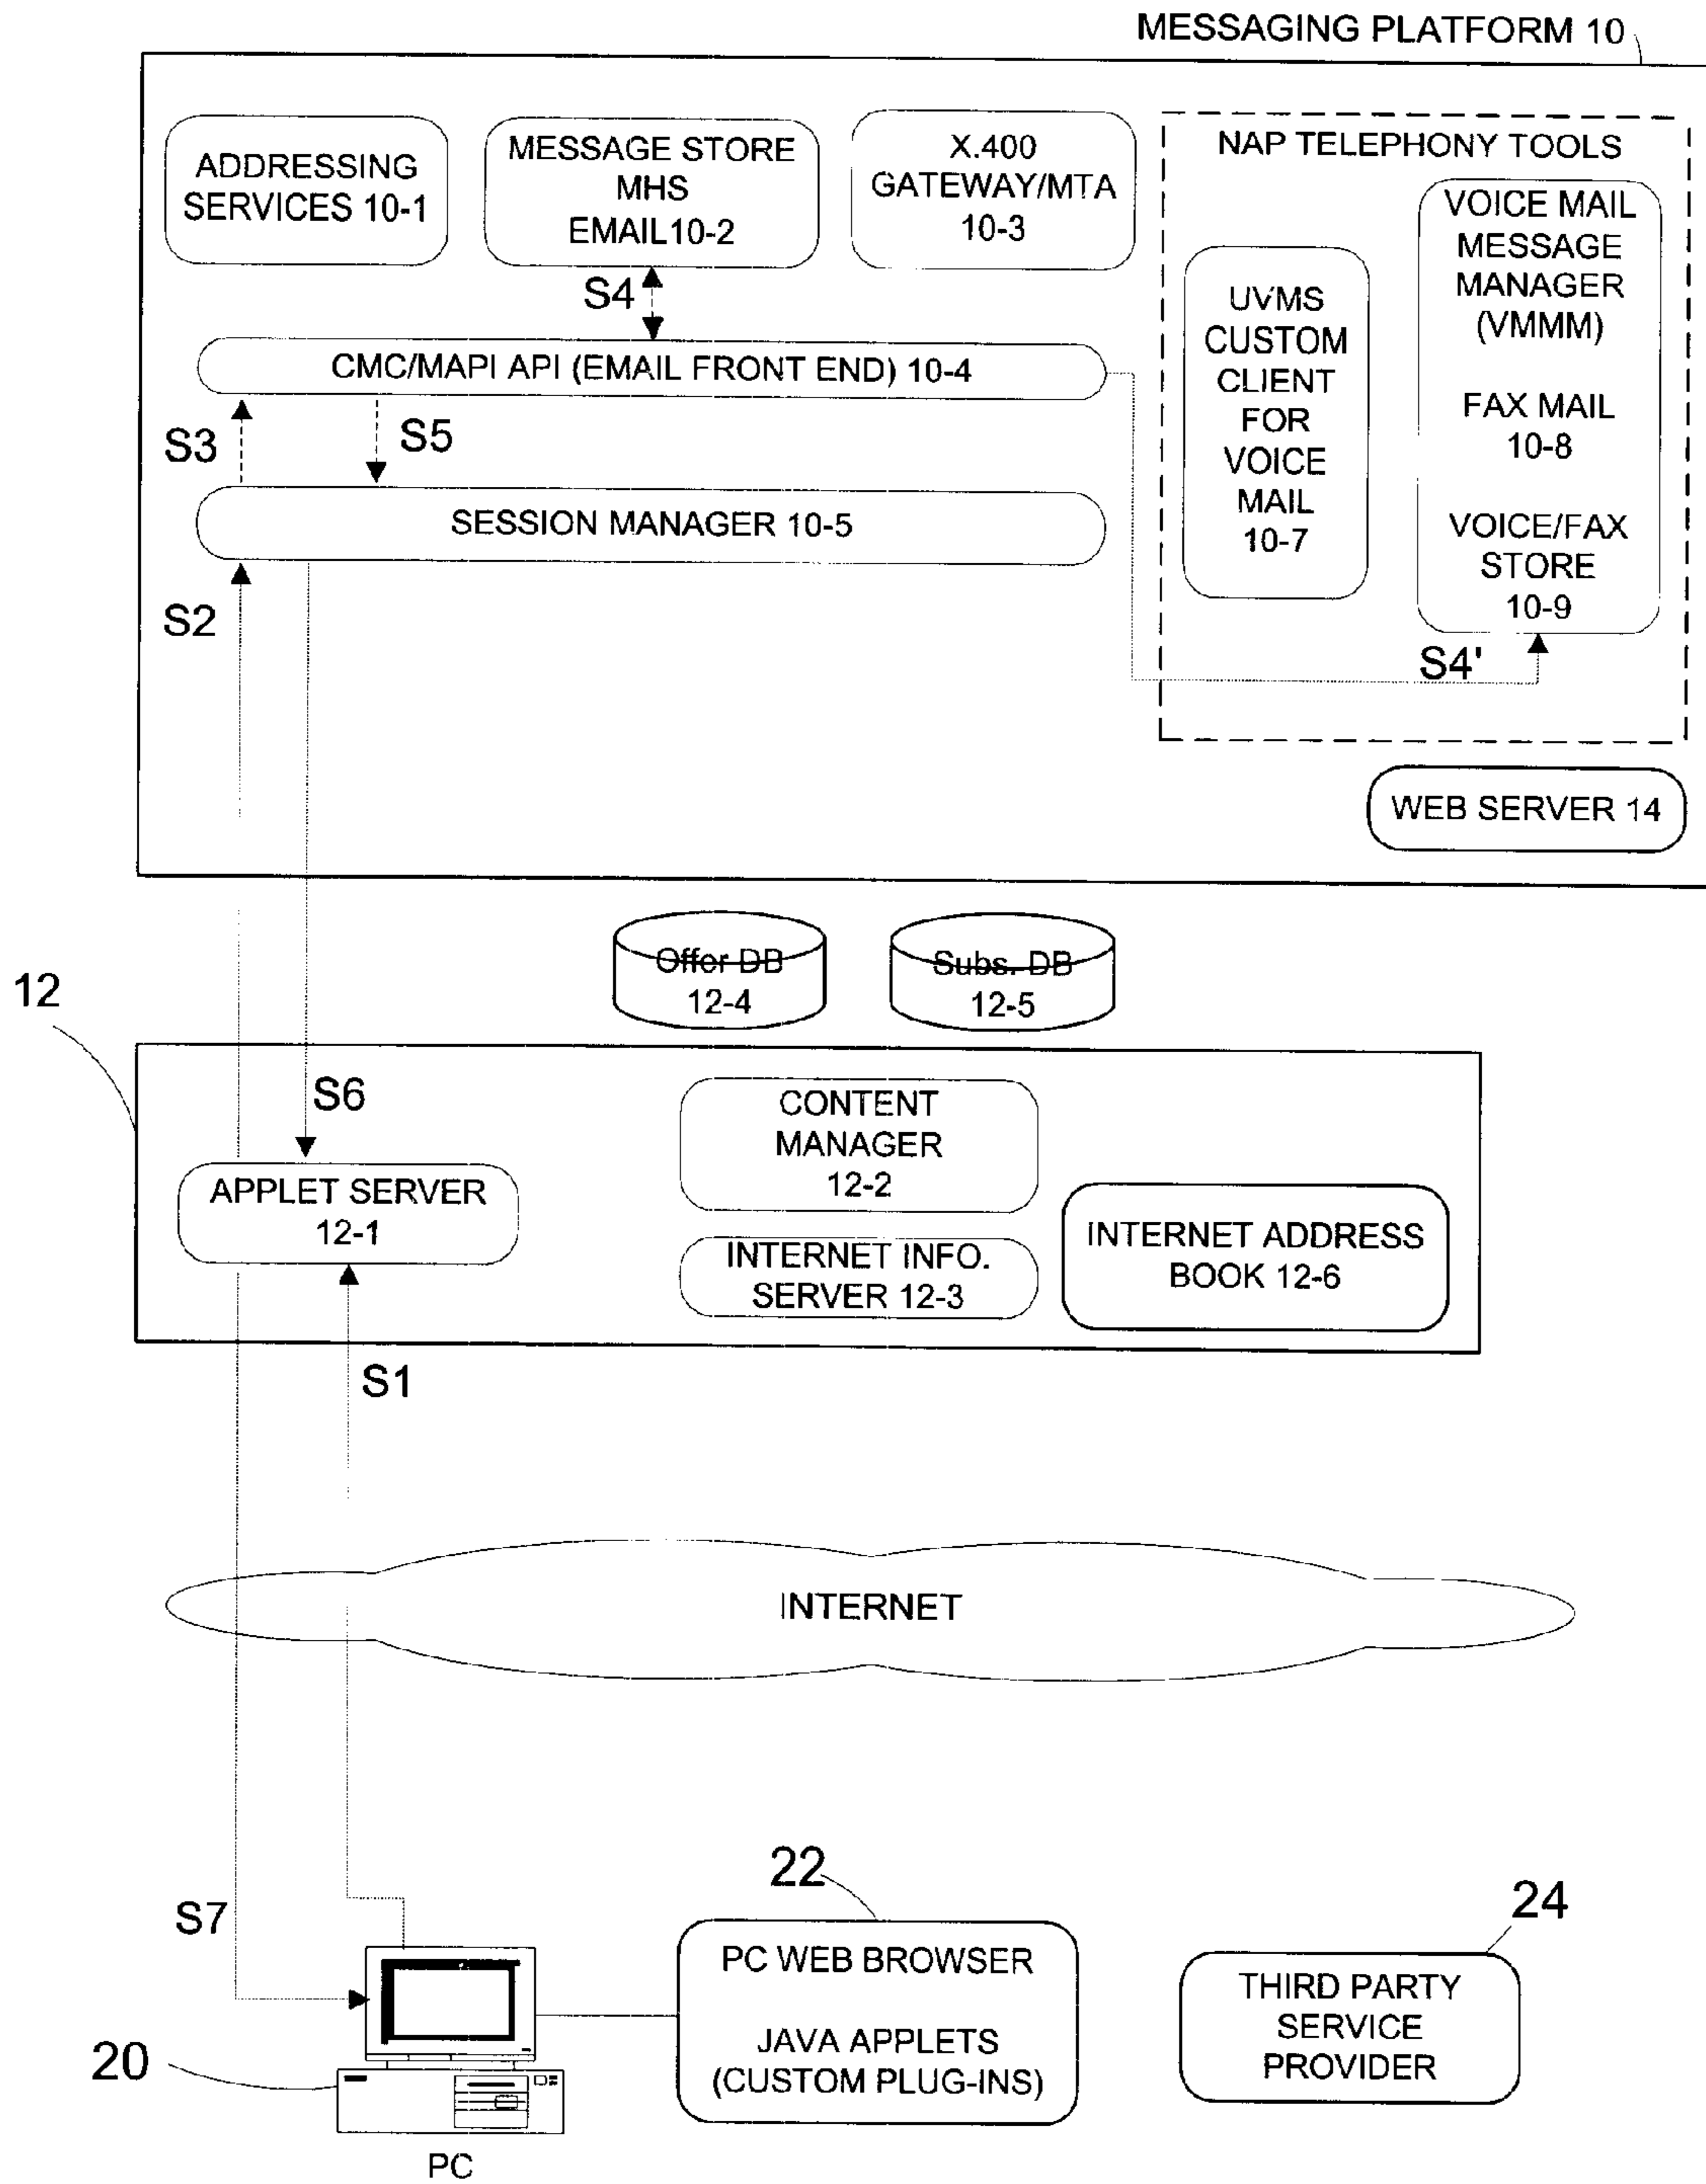 MESSAGING PLATFORM 10
ADDRESSING
SERVICES 10-1
MESSAGE STORE
MHS
EMAIL10-2
X.400
GATEWAY/MTA
10-3
NAP TELEPHONY TOOLS
UVMS
CUSTOM
CLIENT
FOR
VOICE
MAIL
10-7
VOICE MAIL
MESSAGE
MANAGER
(VMMM)
FAX MAIL
10-8
VOICE/FAX
STORE
10-9
S4
CMC/MAPI API (EMAIL FRONT END) 10-4
S3
S5
SESSION MANAGER 10-5
S2
S4'
WEB SERVER 14
Offer DB
12-4
Subs. DB
12-5
12
S6
APPLET SERVER
12-1
CONTENT
MANAGER
12-2
INTERNET INFO.
SERVER 12-3
INTERNET ADDRESS
BOOK 12-6
S1
INTERNET
S7
22
24
PC WEB BROWSER
JAVA APPLETS
(CUSTOM PLUG-INS)
THIRD PARTY
SERVICE
PROVIDER
20
PC